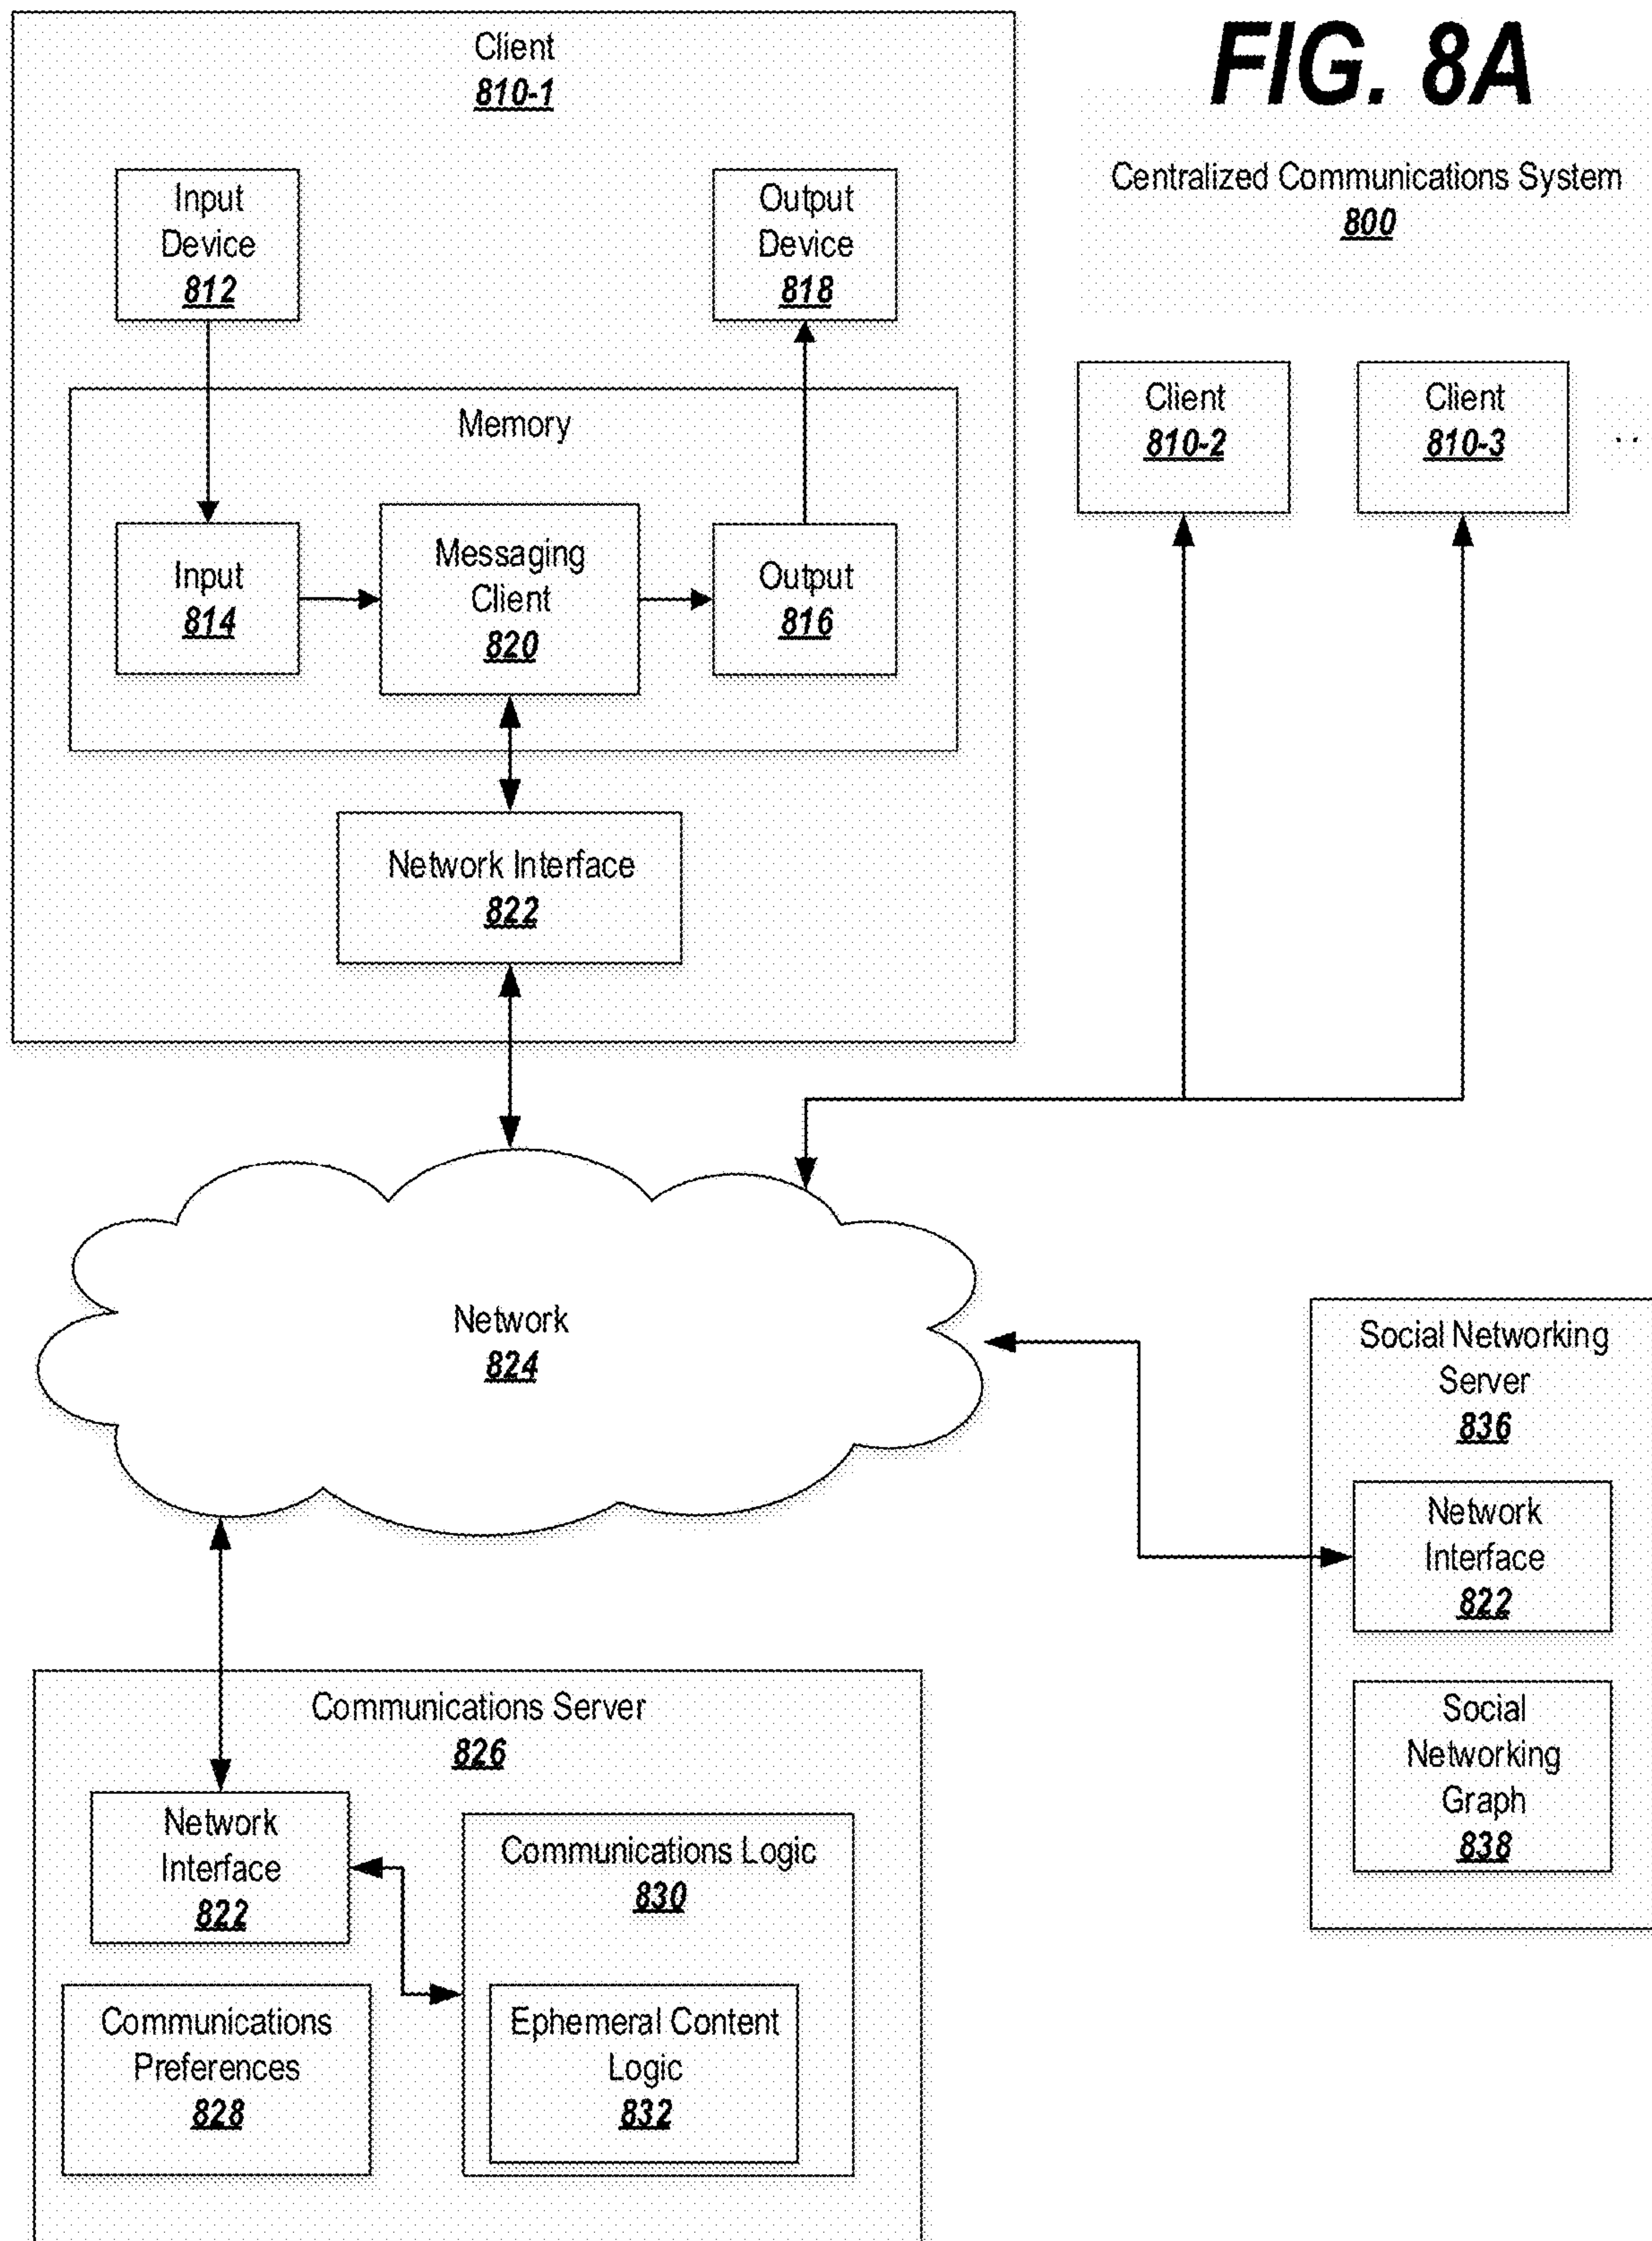 FIG. 8A
Centralized Communications System
800
Client
810-1
Input
Device
812
Output
Device
818
Memory
Input
814
Messaging
Client
820
Output
816
Network Interface
822
Client
810-2
Client
810-3
..
Network
824
Social Networking
Server
836
Network
Interface
822
Social
Networking
Graph
838
Communications Server
826
Network
Interface
822
Communications Logic
830
Communications
Preferences
828
Ephemeral Content
Logic
832